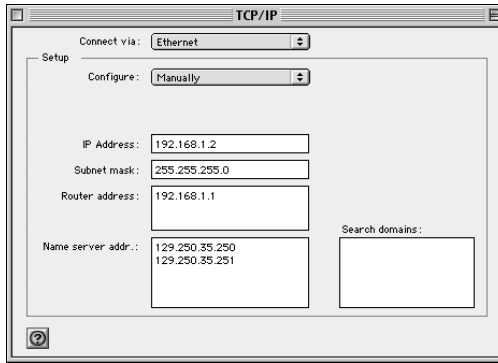 TCP/IP
Connect via: Ethernet
Setup
Configure: Manually
IP Address: 192.168.1.2
Subnet mask: 255.255.255.0
Router address: 192.168.1.1
Name server addr.: 129.250.35.250
129.250.35.251
Search domains:
?